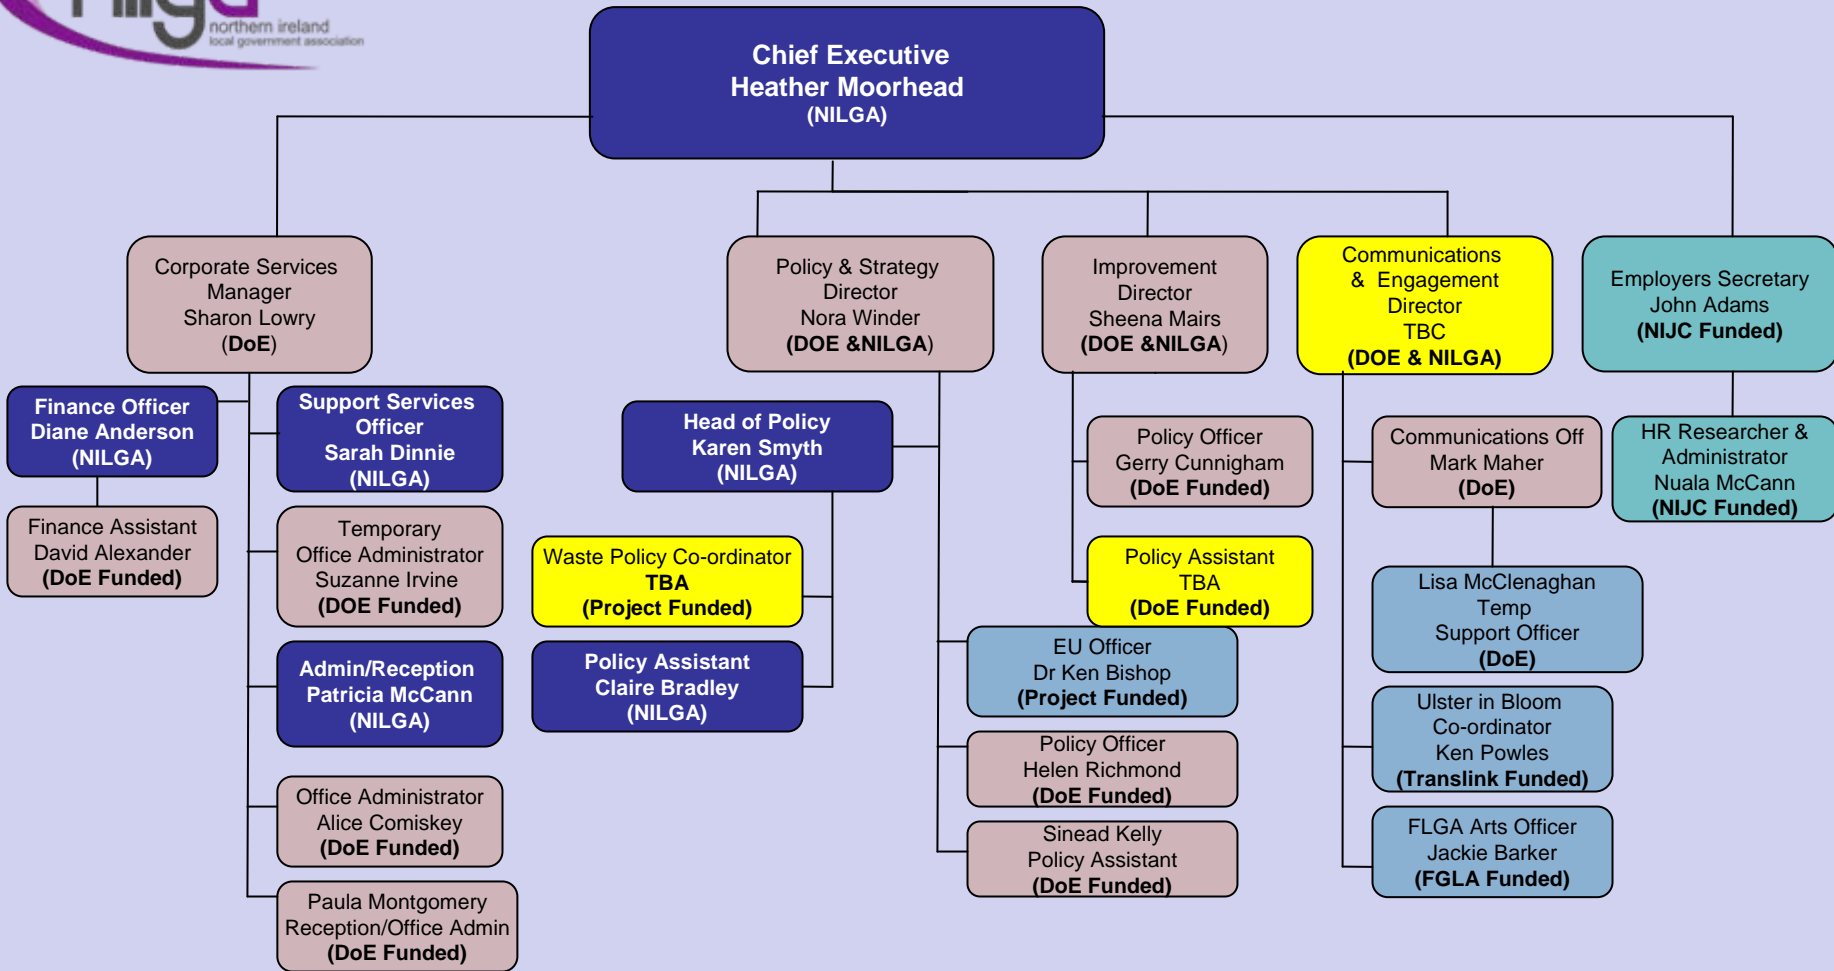 northern ireland
local government association
Chief Executive
Heather Moorhead
(NILGA)
Corporate Services
Manager
Sharon Lowry
(DoE)
Policy & Strategy
Director
Nora Winder
(DOE &NILGA)
Improvement
Director
Sheena Mairs
(DOE &NILGA)
Communications
& Engagement
Director
TBC
(DOE & NILGA)
Employers Secretary
John Adams
(NIJC Funded)
Finance Officer
Diane Anderson
(NILGA)
Support Services
Officer
Sarah Dinnie
(NILGA)
Head of Policy
Karen Smyth
(NILGA)
Policy Officer
Gerry Cunnigham
(DoE Funded)
Communications Off
Mark Maher
(DoE)
HR Researcher &
Administrator
Nuala McCann
(NIJC Funded)
Finance Assistant
David Alexander
(DoE Funded)
Temporary
Office Administrator
Suzanne Irvine
(DOE Funded)
Waste Policy Co-ordinator
TBA
(Project Funded)
Policy Assistant
TBA
(DoE Funded)
Lisa McClenaghan
Temp
Support Officer
(DoE)
Admin/Reception
Patricia McCann
(NILGA)
Policy Assistant
Claire Bradley
(NILGA)
EU Officer
Dr Ken Bishop
(Project Funded)
Ulster in Bloom
Co-ordinator
Ken Powles
(Translink Funded)
Policy Officer
Helen Richmond
(DoE Funded)
Office Administrator
Alice Comiskey
(DoE Funded)
FLGA Arts Officer
Jackie Barker
(FGLA Funded)
Sinead Kelly
Policy Assistant
(DoE Funded)
Paula Montgomery
Reception/Office Admin
(DoE Funded)